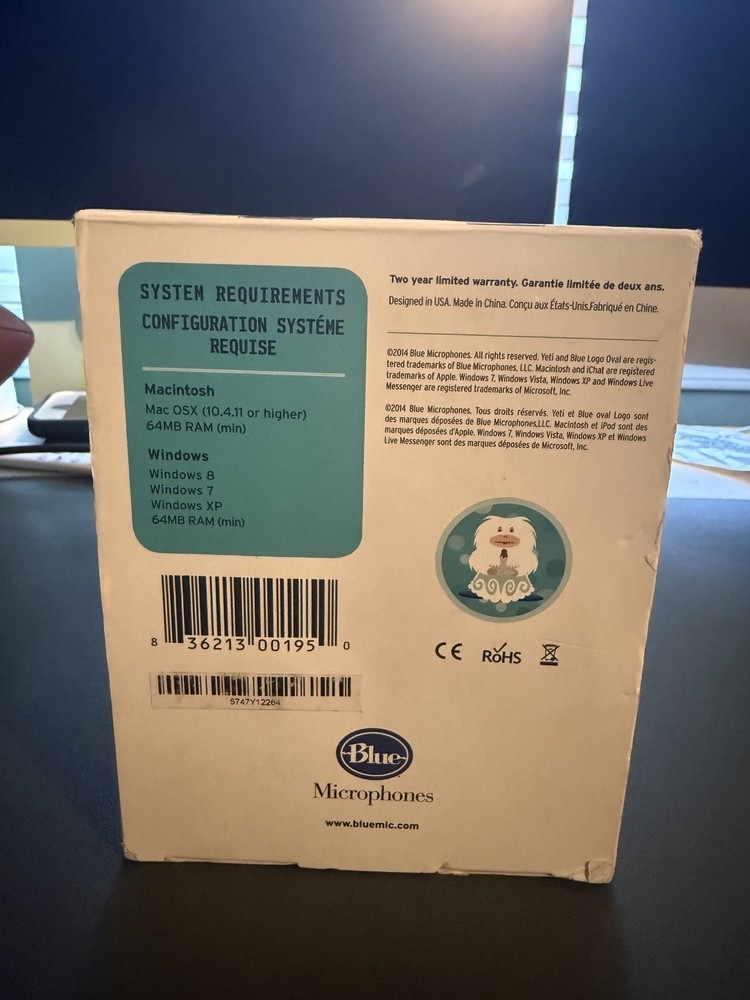 SYSTEM REQUIREMENTS
CONFIGURATION SYSTÉME
REQUISE
Macintosh
Mac OSX (10.4.11 or higher)
64MB RAM (min)
Windows
Windows 8
Windows 7
Windows XP
64MB RAM (min)
8 36213 00195 0
5747Y12264
Two year limited warranty. Garantie limitée de deux ans.
Designed in USA. Made in China. Conçu aux États-Unis.Fabriqué en Chine.
©2014 Blue Microphones. All rights reserved. Yeti and Blue Logo Oval are regis-
tered trademarks of Blue Microphones, LLC. Macintosh and iChat are registered
trademarks of Apple. Windows 7, Windows Vista, Windows XP and Windows Live
Messenger are registered trademarks of Microsoft, Inc.
©2014 Blue Microphones. Tous droits réservés. Yeti et Blue oval Logo sont
des marques déposées de Blue Microphones,LLC. Macintosh et iPod sont des
marques déposées d'Apple. Windows 7, Windows Vista, Windows XP et Windows
Live Messenger sont des marques déposées de Microsoft, Inc.
CE RoHS
Blue
Microphones
www.bluemic.com